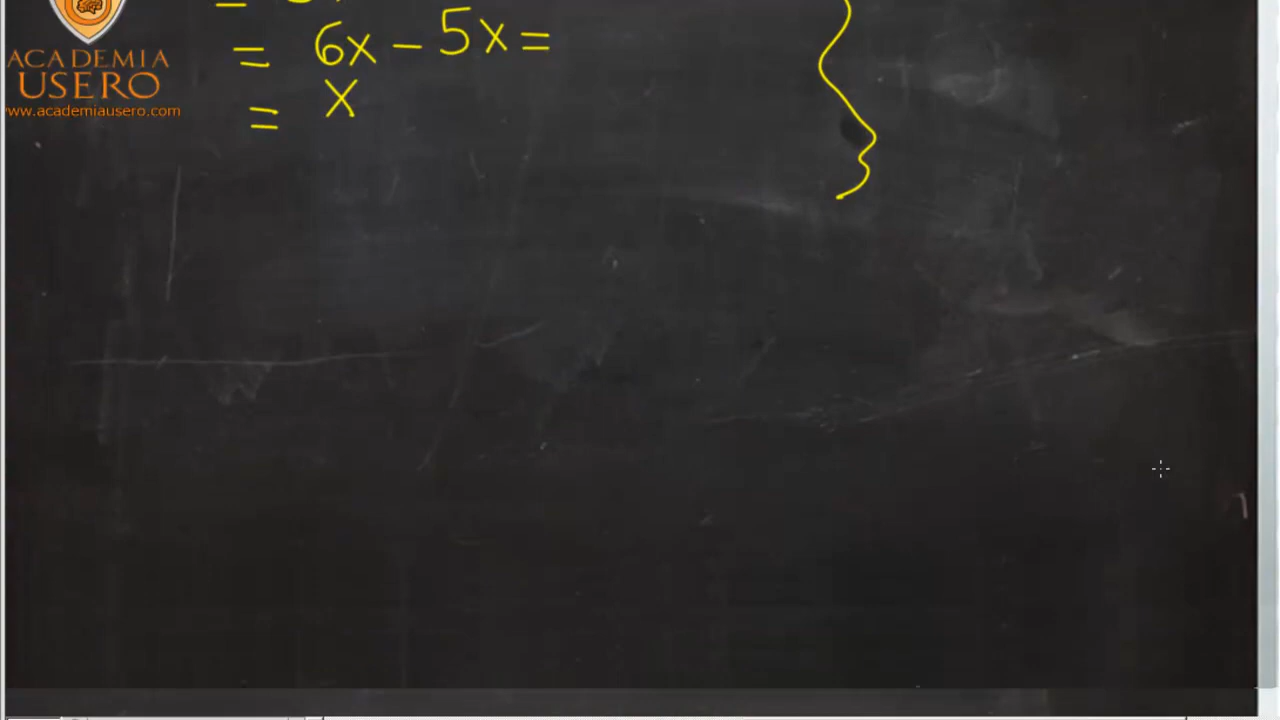 = 6x - 5x =
= x
ACADEMIA
USERO
www.academiausero.com